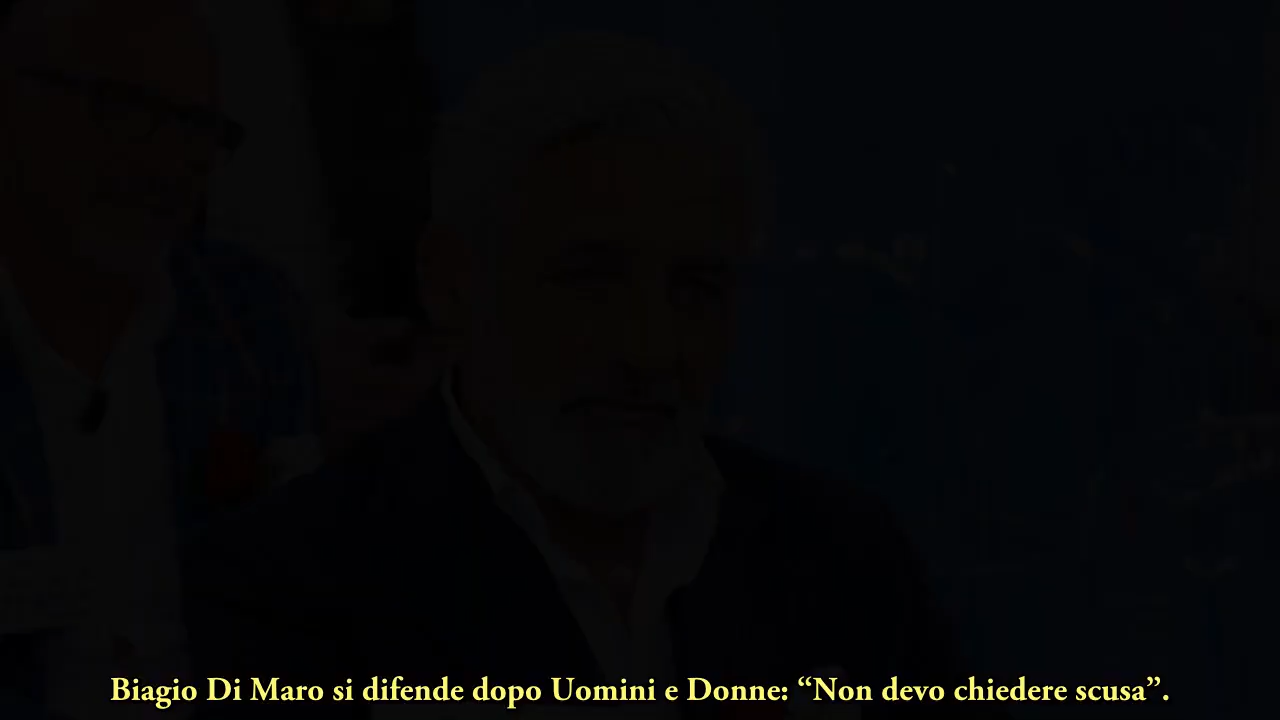 Biagio Di Maro si difende dopo Uomini e Donne: “Non devo chiedere scusa”.